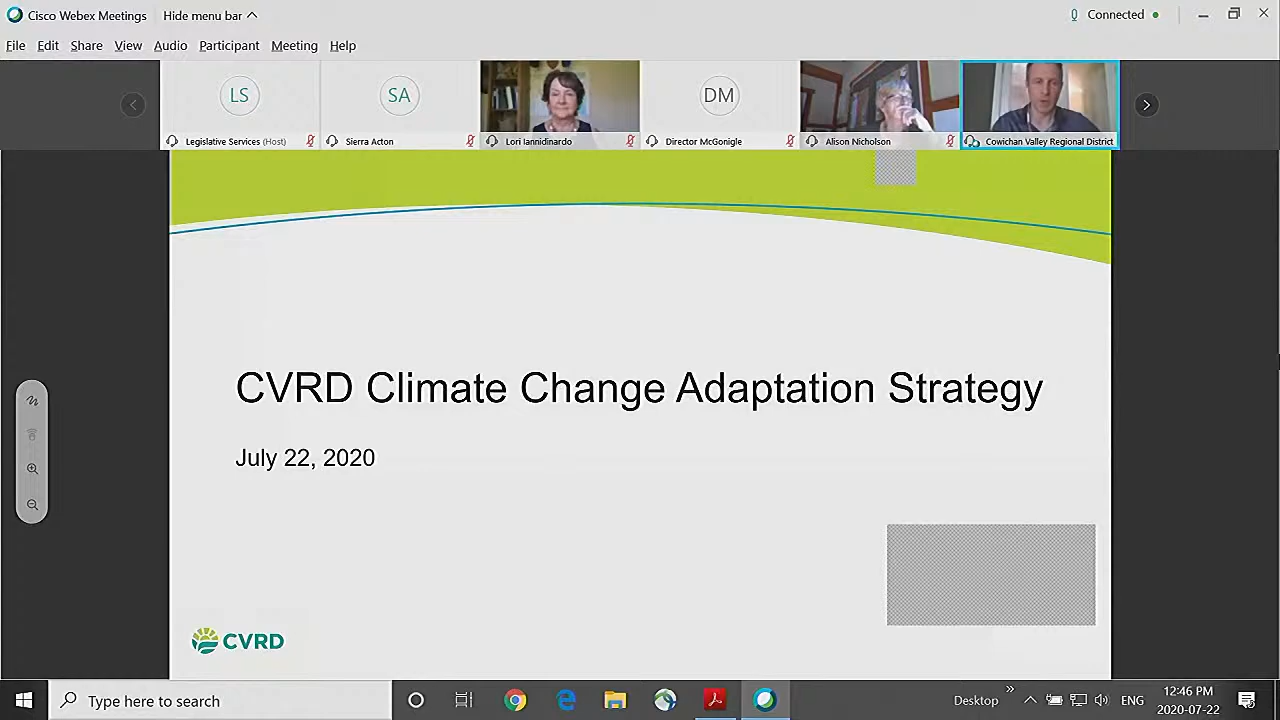 Cisco Webex Meetings
Hide menu bar
Connected
File Edit Share View Audio Participant Meeting Help
LS
SA
DM
Legislative Services (Host)
Sierra Acton
Lori Iannidinardo
Director McGonigle
Alison Nicholson
Cowichan Valley Regional District
CVRD Climate Change Adaptation Strategy
July 22, 2020
CVRD
Type here to search
Desktop
ENG
12:46 PM
2020-07-22